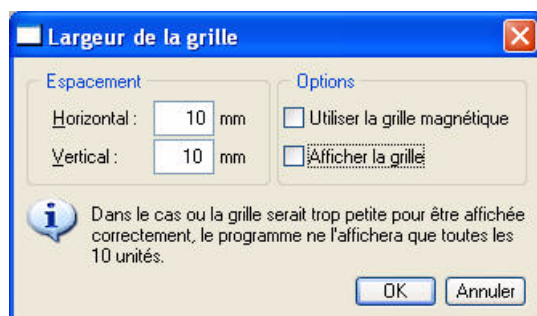 Largeur de la grille
Espacement
Horizontal : 10 mm
Vertical : 10 mm
Options
Utiliser la grille magnétique
Afficher la grille
Dans le cas ou la grille serait trop petite pour être affichée
correctement, le programme ne l'affichera que toutes les
10 unités.
OK Annuler